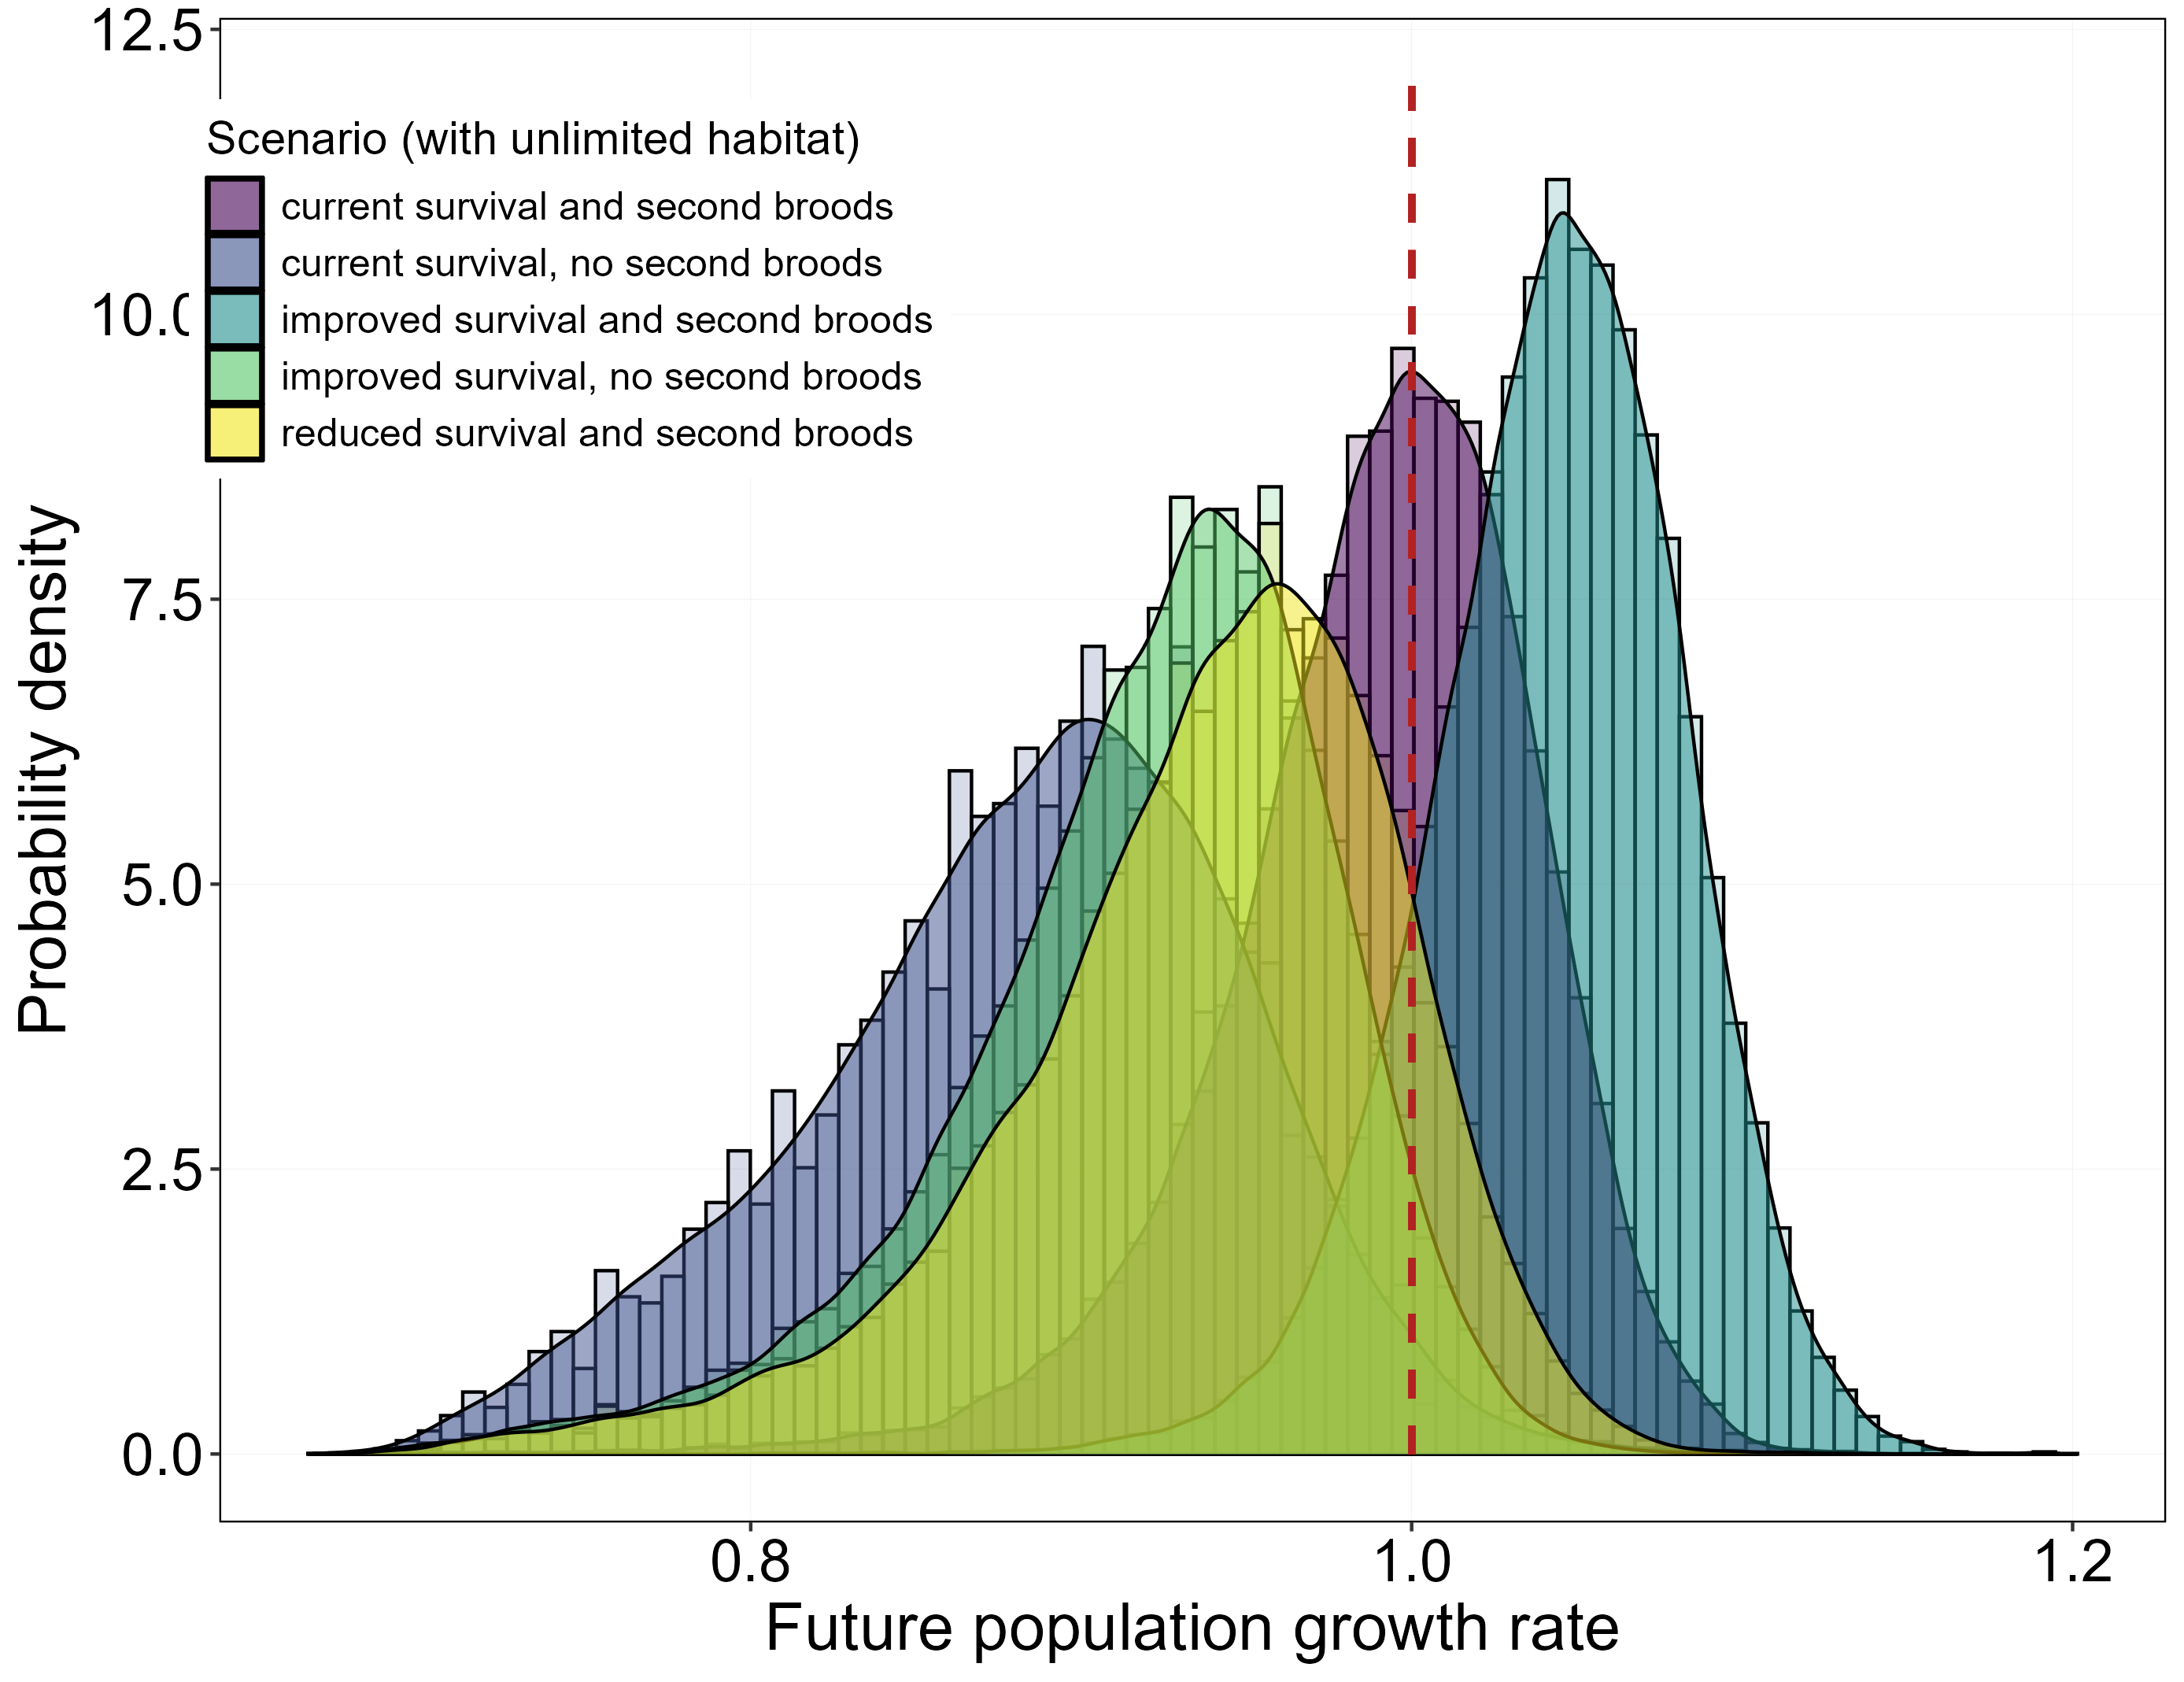 12.5
Scenario (with unlimited habitat)
current survival and second broods
current survival, no second broods
improved survival and second broods
improved survival, no second broods
reduced survival and second broods
10.0
7.5
5.0
2.5
0.0
Probability density
0.8
1.0
1.2
Future population growth rate